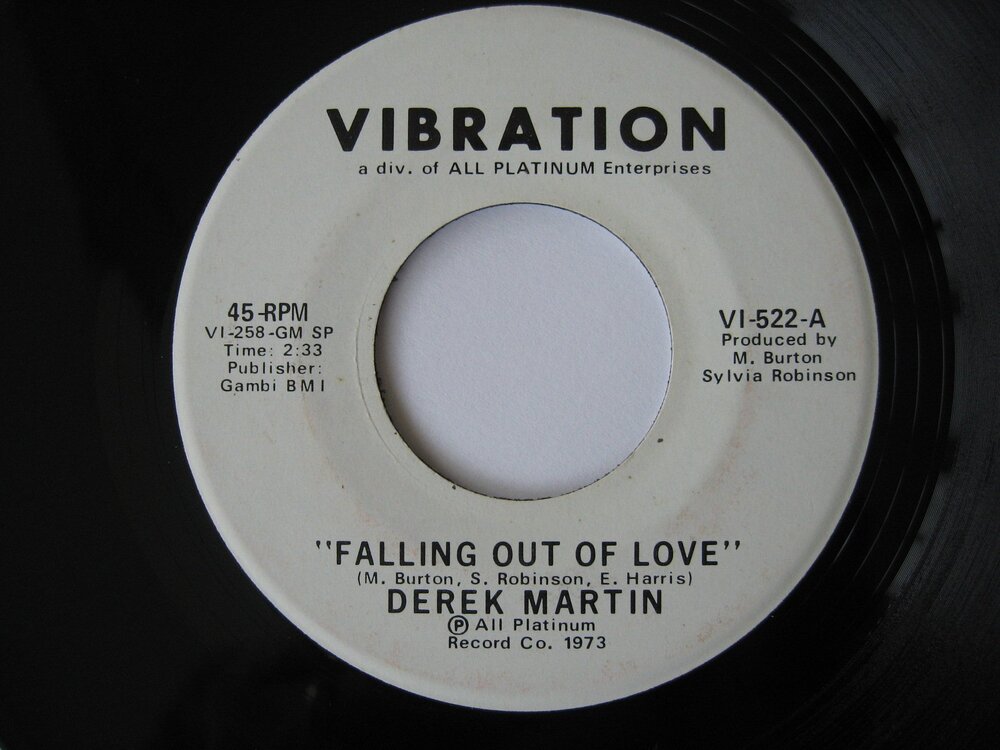 VIBRATION
a div. of ALL PLATINUM Enterprises
45-RPM
VI-258-GM SP
Time: 2:33
Publisher:
Gambi BMI
VI-522-A
Produced by
M. Burton
Sylvia Robinson
"FALLING OUT OF LOVE"
(M. Burton, S. Robinson, E. Harris)
DEREK MARTIN
Ⓟ All Platinum
Record Co. 1973